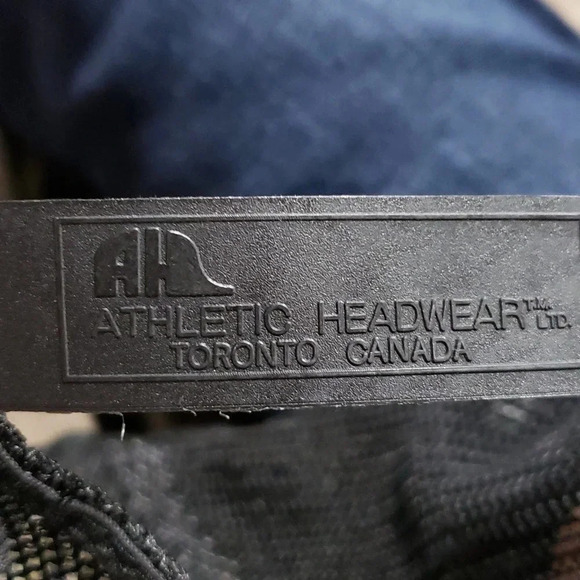 AH
ATHLETIC HEADWEAR T.M. LTD.
TORONTO CANADA